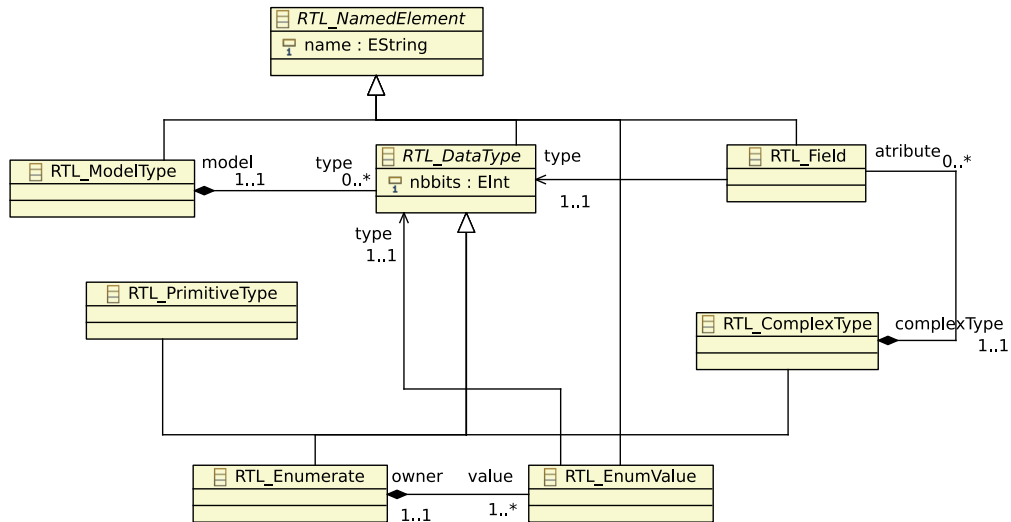 RTL_NamedElement
name : EString
RTL_ModelType
model
1..1
type
0..*
RTL_DataType
nbbits : EInt
type
1..1
RTL_Field
atribute
0..*
type
1..1
RTL_PrimitiveType
RTL_ComplexType
complexType
1..1
RTL_Enumerate
owner
1..1
value
1..*
RTL_EnumValue